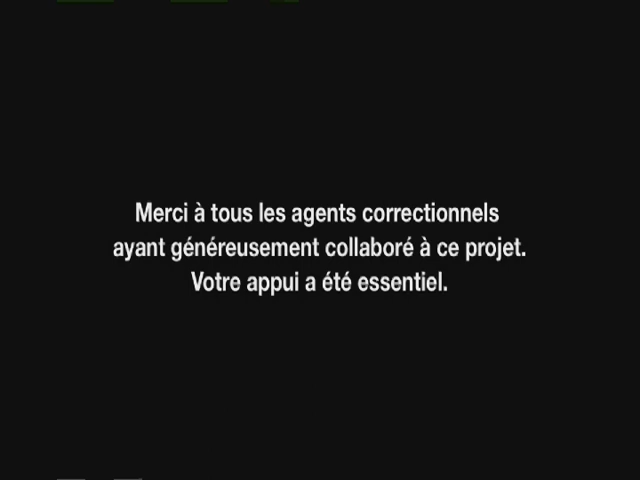 Merci à tous les agents correctionnels
ayant généreusement collaboré à ce projet.
Votre appui a été essentiel.